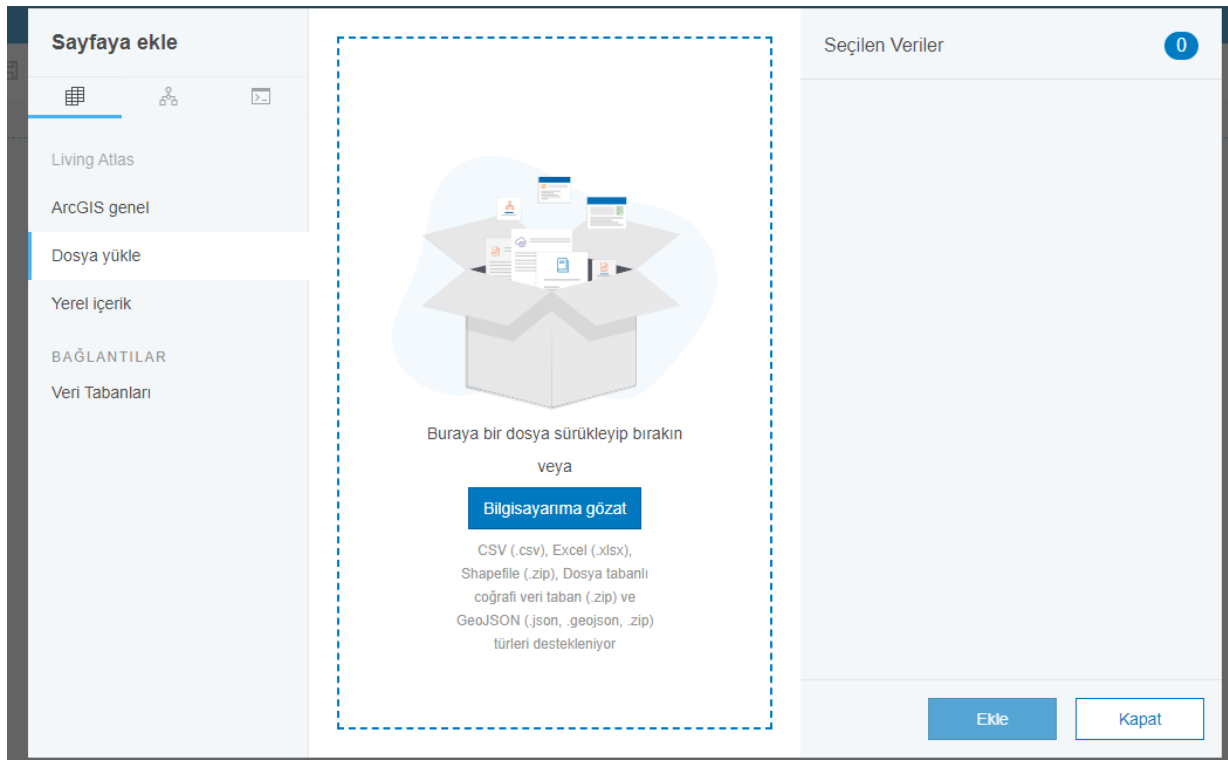 Sayfaya ekle
Living Atlas
ArcGIS genel
Dosya yükle
Yerel içerik
BAĞLANTILAR
Veri Tabanları
Buraya bir dosya sürükleyip bırakın
veya
Bilgisayarıma gözat
CSV (.csv), Excel (.xlsx),
Shapefile (.zip), Dosya tabanlı
coğrafi veri taban (.zip) ve
GeoJSON (.json, .geojson, .zip)
türleri destekleniyor
Seçilen Veriler
0
Ekle
Kapat